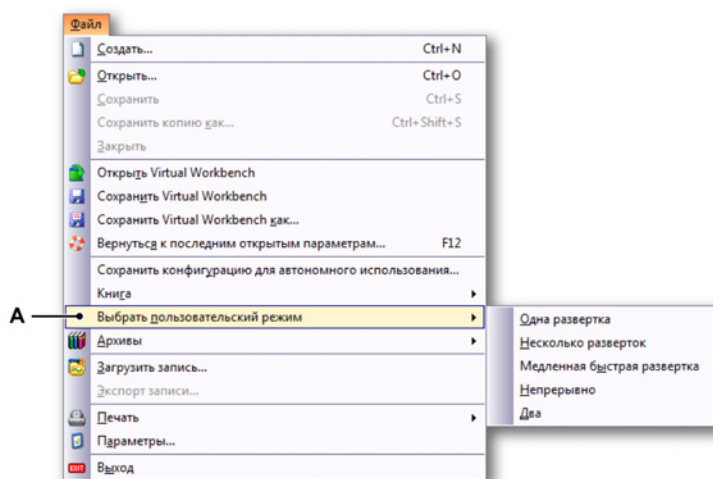 Файл
Создать... Ctrl+N
Открыть... Ctrl+O
Сохранить Ctrl+S
Сохранить копию как... Ctrl+Shift+S
Закрыть
Открыть Virtual Workbench
Сохранить Virtual Workbench
Сохранить Virtual Workbench как...
Вернуться к последним открытым параметрам... F12
Сохранить конфигурацию для автономного использования...
Книга
A Выбрать пользовательский режим
Одна развертка
Архивы
Несколько разверток
Загрузить запись...
Медленная быстрая развертка
Экспорт записи...
Непрерывно
Печать
Два
Параметры...
EXIT Выход